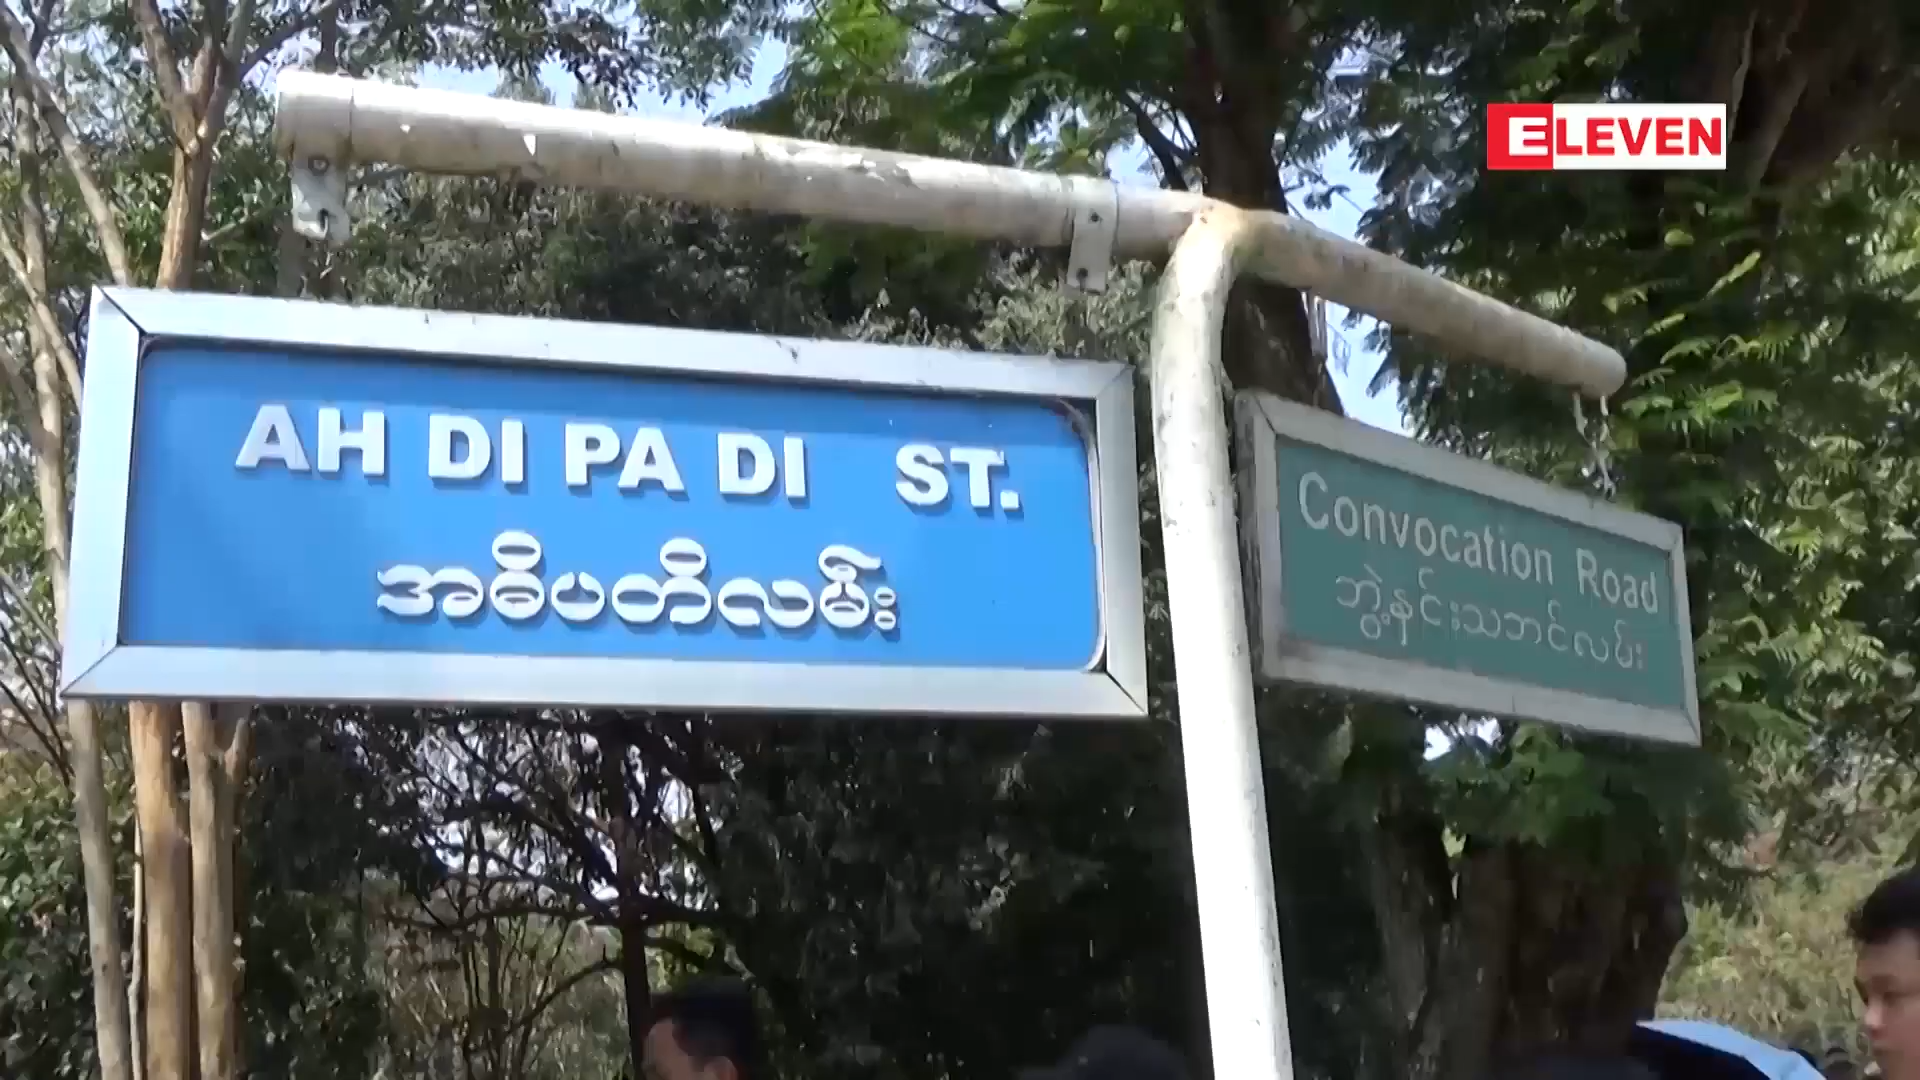 ELEVEN
AH DI PA DI ST.
အဓိပတိလမ်း
Convocation Road
ဘွဲ့နှင်းသဘင်လမ်း